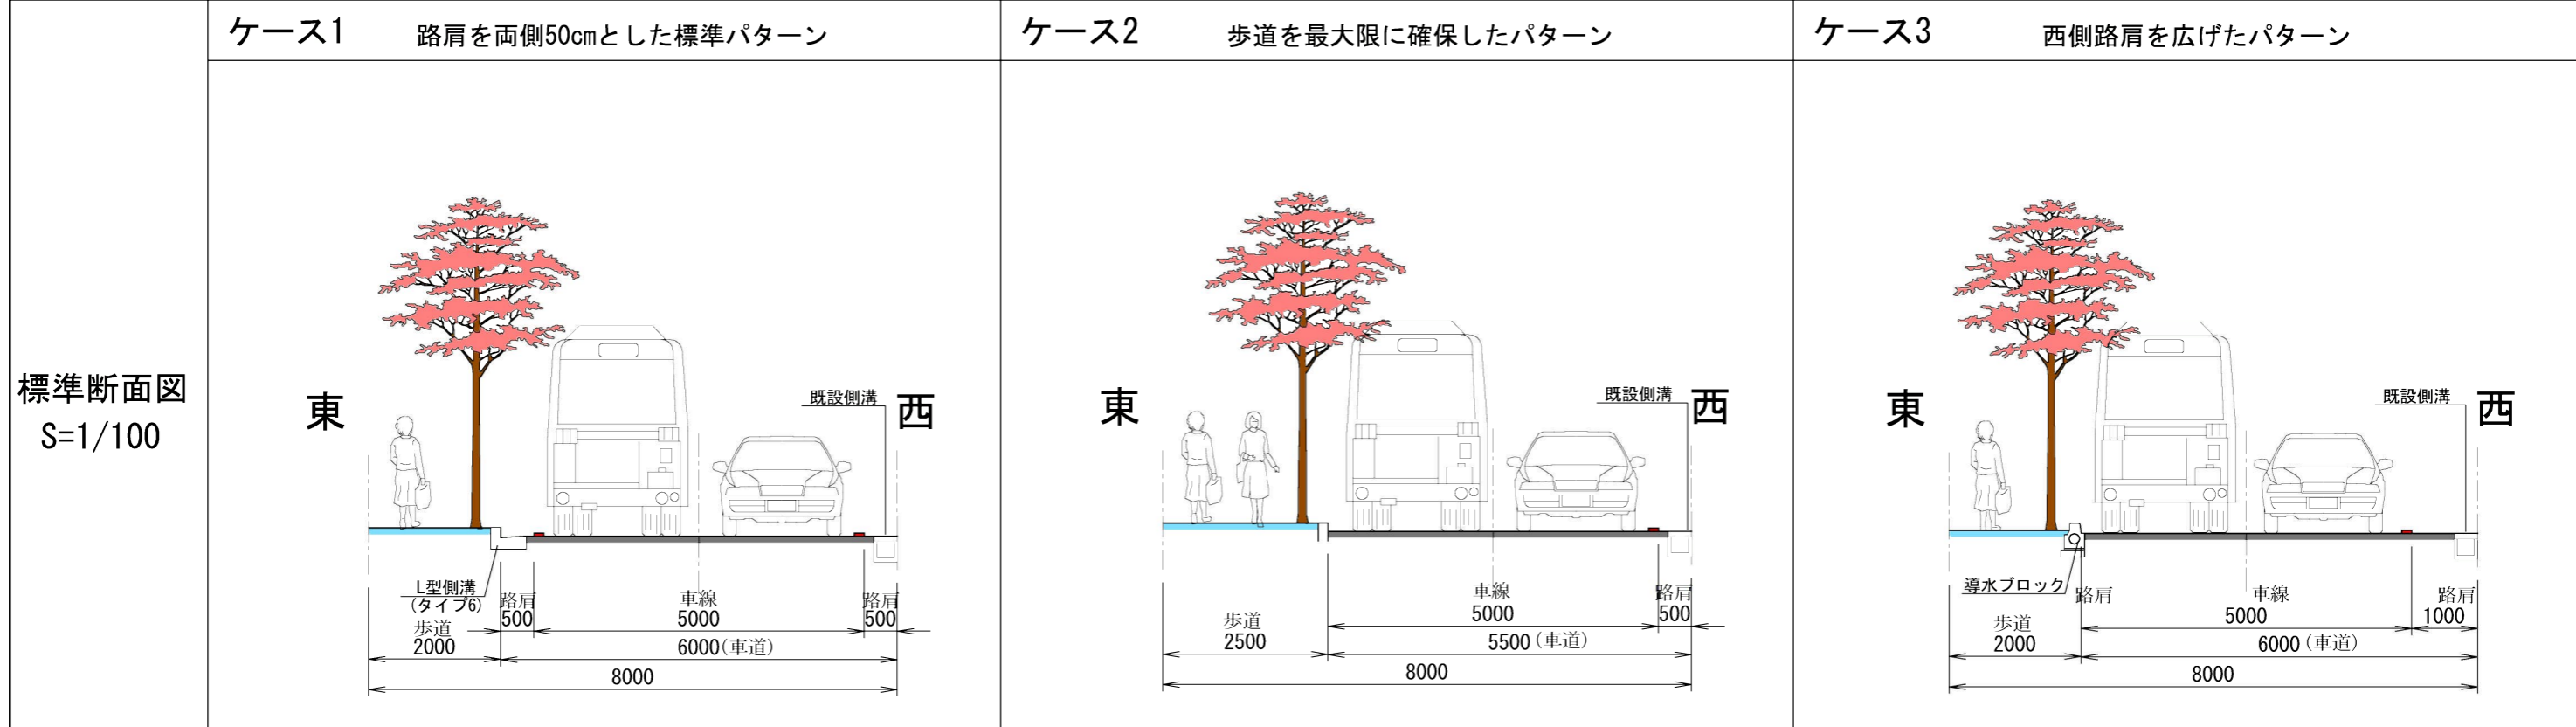 標準断面図
S=1/100
ケース1 路肩を両側50cmとした標準パターン
東
西
既設側溝
L型側溝
(タイプ6)
路肩
車線
路肩
500
5000
500
歩道
2000
6000(車道)
8000
ケース2 歩道を最大限に確保したパターン
東
西
既設側溝
車線
路肩
5000
500
歩道
2500
5500(車道)
8000
ケース3 西側路肩を広げたパターン
東
西
既設側溝
導水ブロック
路肩
車線
路肩
5000
1000
歩道
2000
6000(車道)
8000